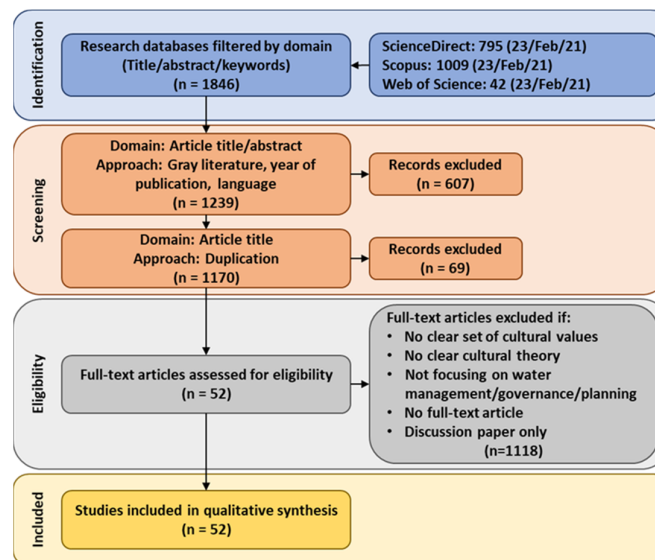 Identification
Research databases filtered by domain
(Title/abstract/keywords)
(n = 1846)
ScienceDirect: 795 (23/Feb/21)
Scopus: 1009 (23/Feb/21)
Web of Science: 42 (23/Feb/21)
Screening
Domain: Article title/abstract
Approach: Gray literature, year of
publication, language
(n = 1239)
Records excluded
(n = 607)
Domain: Article title
Approach: Duplication
(n = 1170)
Records excluded
(n = 69)
Eligibility
Full-text articles assessed for eligibility
(n = 52)
Full-text articles excluded if:
• No clear set of cultural values
• No clear cultural theory
• Not focusing on water
management/governance/planning
• No full-text article
• Discussion paper only
(n=1118)
Included
Studies included in qualitative synthesis
(n = 52)